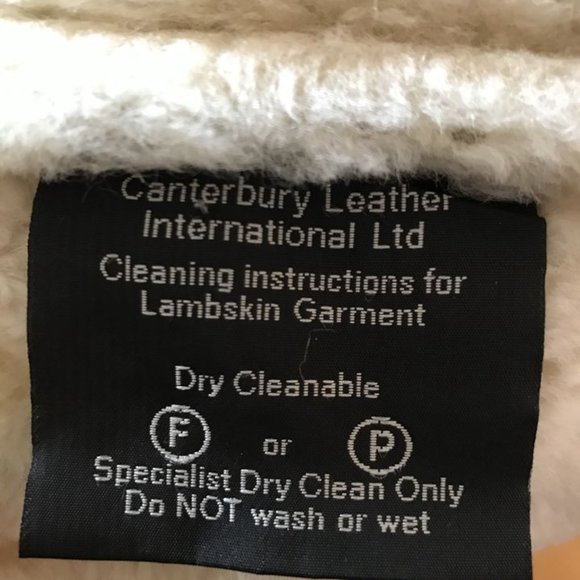 Canterbury Leather
International Ltd
Cleaning instructions for
Lambskin Garment
Dry Cleanable
F or P
Specialist Dry Clean Only
Do NOT wash or wet